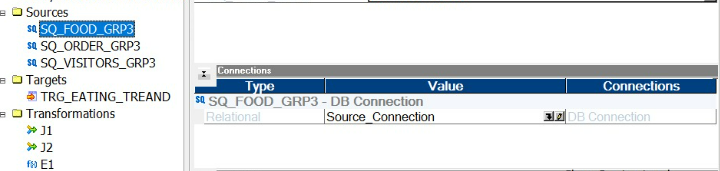 Sources
SQ_FOOD_GRP3
SQ_ORDER_GRP3
SQ_VISITORS_GRP3
Targets
TRG_EATING_TREAND
Transformations
J1
J2
E1
Connections
Type Value Connections
SQ_FOOD_GRP3 - DB Connection
Relational Source_Connection DB Connection